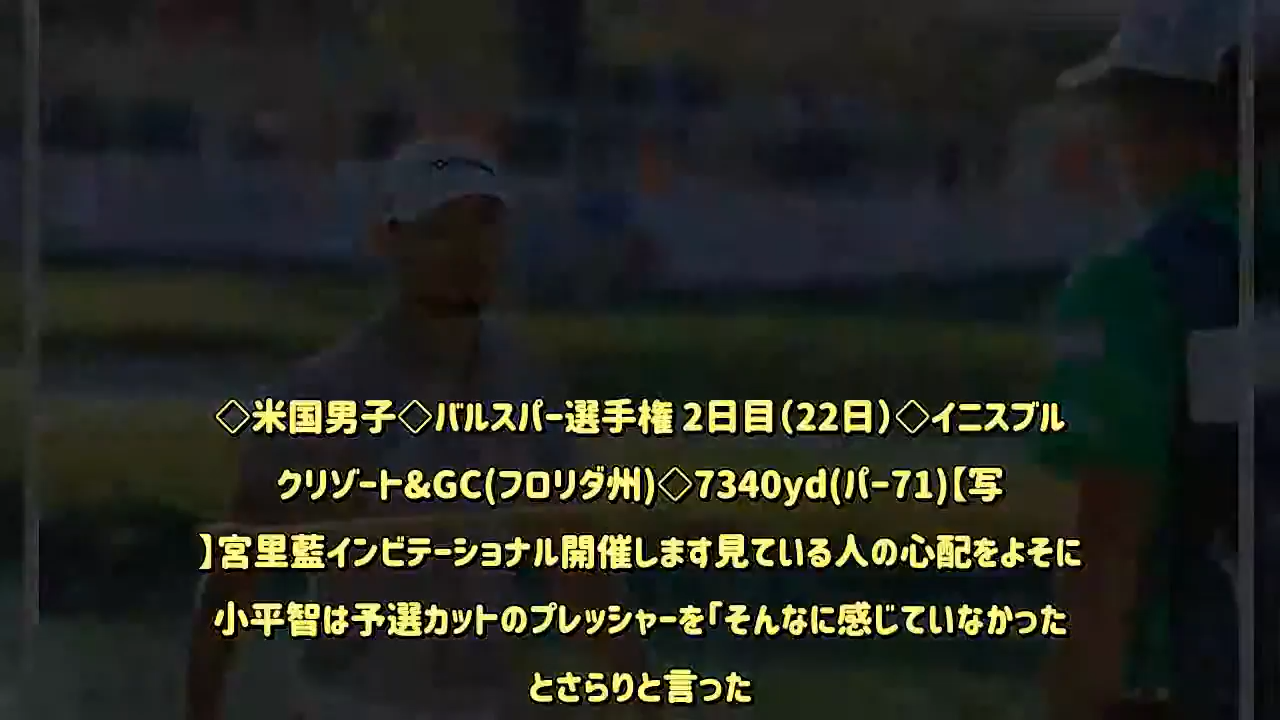 ◇米国男子◇バルスパー選手権 2日目(22日)◇イニスブル
クリゾート&GC(フロリダ州)◇7340yd(パー71)【写
】宮里藍インビテーショナル開催します見ている人の心配をよそに
小平智は予選カットのプレッシャーを「そんなに感じていなかった
とさらりと言った